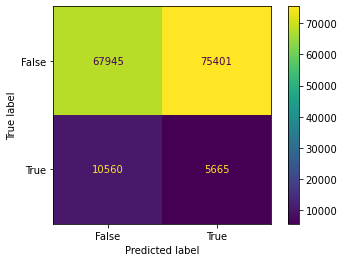 70000
False
67945
75401
60000
50000
True label
40000
30000
True
10560
5665
20000
10000
False
True
Predicted label